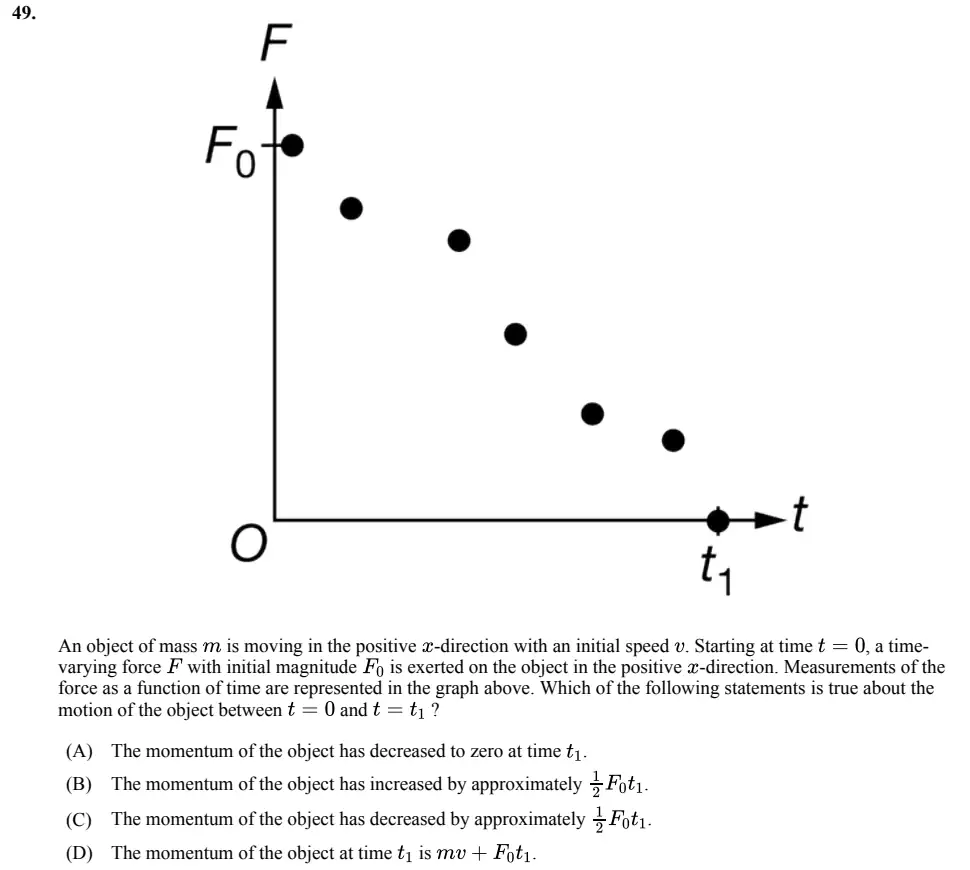 49.
F
F₀
O
t
t₁
An object of mass m is moving in the positive x-direction with an initial speed v. Starting at time t = 0, a time-
varying force F with initial magnitude F₀ is exerted on the object in the positive x-direction. Measurements of the
force as a function of time are represented in the graph above. Which of the following statements is true about the
motion of the object between t = 0 and t = t₁ ?
(A) The momentum of the object has decreased to zero at time t₁.
(B) The momentum of the object has increased by approximately ½F₀t₁.
(C) The momentum of the object has decreased by approximately ½F₀t₁.
(D) The momentum of the object at time t₁ is mv + F₀t₁.